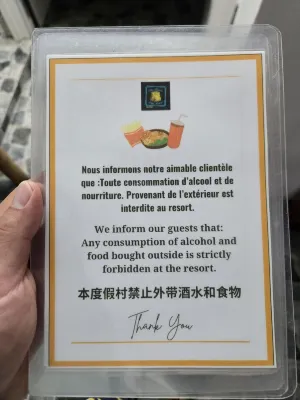 Nous informons notre aimable clientèle
que :Toute consommation d'alcool et de
nourriture. Provenant de l'extérieur est
interdite au resort.
We inform our guests that:
Any consumption of alcohol and
food bought outside is strictly
forbidden at the resort.
本度假村禁止外带酒水和食物
Thank You